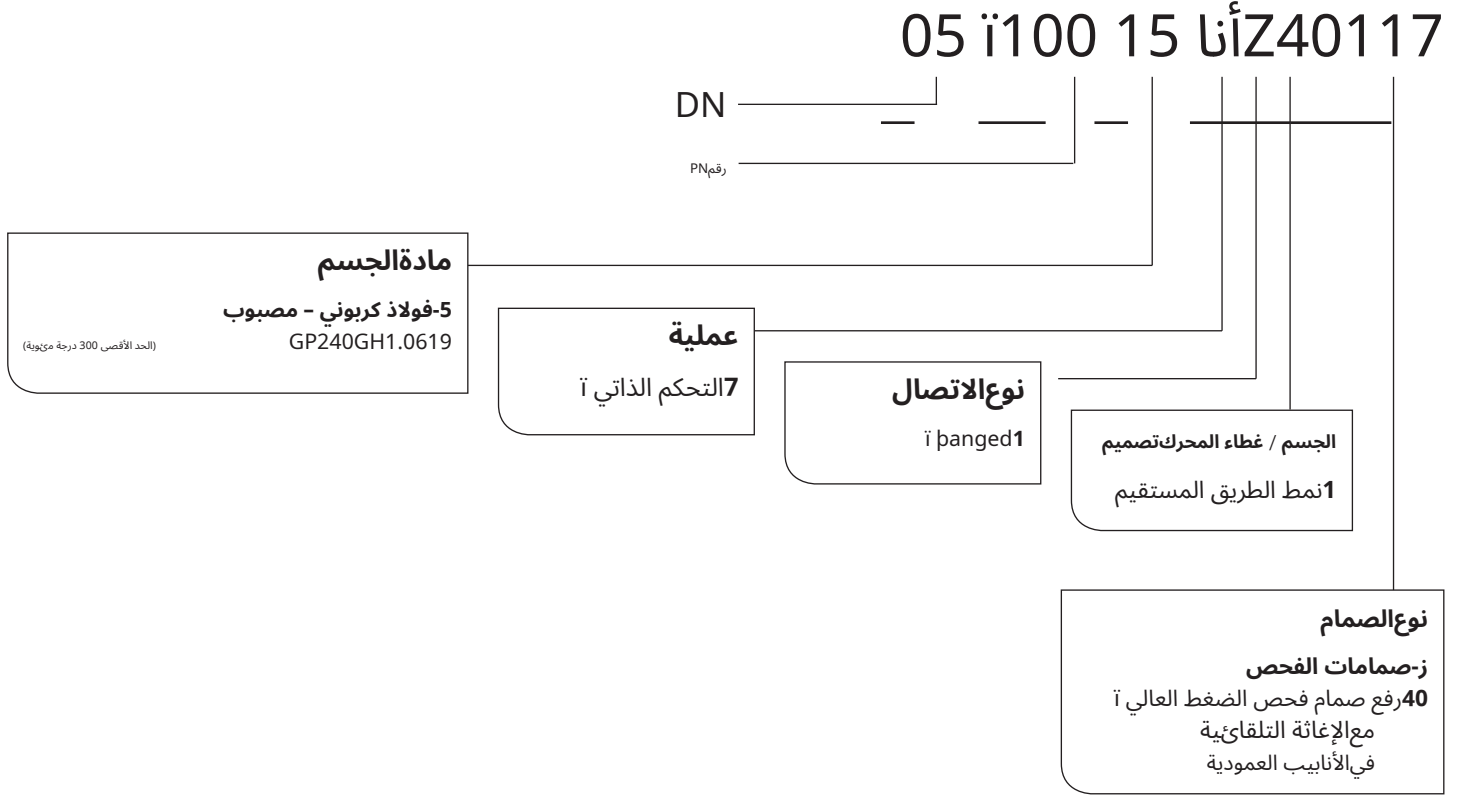 05 ï100 15 أناZ40117
DN
رقمPN
مادةالجسم
5-فولاذ كربوني – مصبوب
GP240GH1.0619
(الحد الأقصى 300 درجة مئوية)
عملية
7التحكم الذاتي ï
نوعالاتصال
1ï þanged
الجسم / غطاء المحركتصميم
1نمط الطريق المستقيم
نوعالصمام
ز-صمامات الفحص
40رفع صمام فحص الضغط العالي ï
معالإغاثة التلقائية
فيالأنابيب العمودية